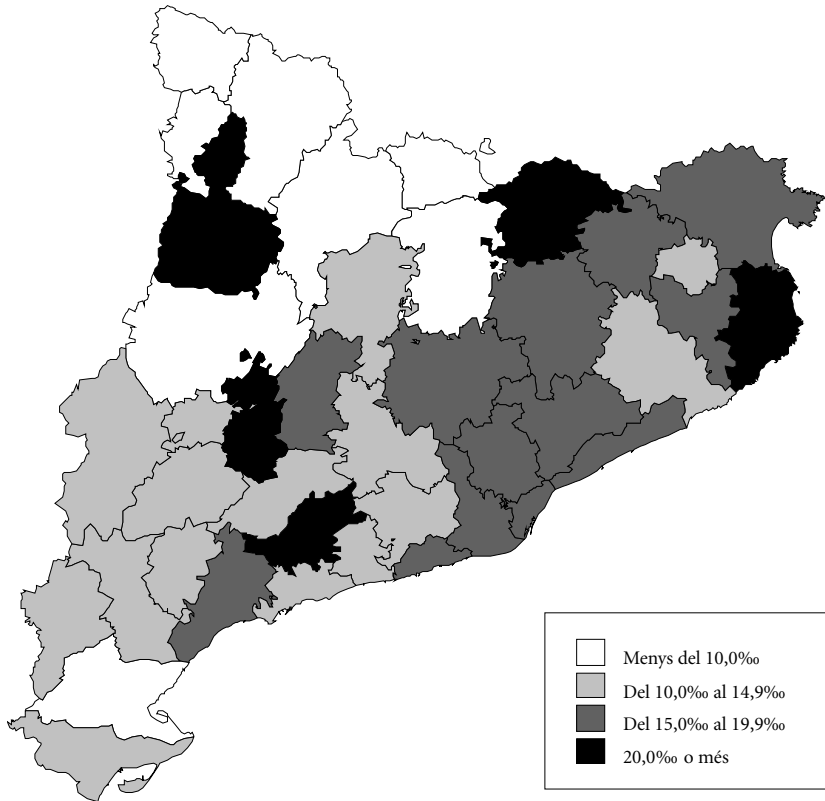 Menys del 10,0‰
Del 10,0‰ al 14,9‰
Del 15,0‰ al 19,9‰
20,0‰ o més